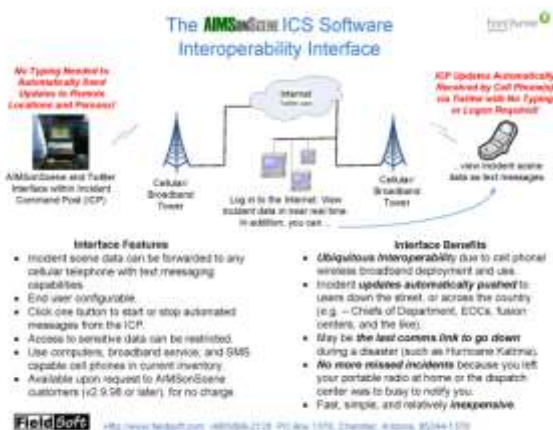 The AIMSonScene ICS Software
Interoperability Interface
No Typing Needed to
Automatically Send
Updates to Remote
Locations and Persons!
Internet
Twitter.com
ICP Updates Automatically
Received by Cell Phone(s)
via Twitter with No Typing
or Logon Required!
AIMSonScene and Twitter
Interface within Incident
Command Post (ICP)
Cellular/
Broadband
Tower
Log in to the Internet: View
incident data in near real time.
In addition, you can ...
Cellular/
Broadband
Tower
...view incident scene
data as text messages
Interface Features
• Incident scene data can be forwarded to any
cellular telephone with text messaging
capabilities.
• End user configurable.
• Click one button to start or stop automated
messages from the ICP.
• Access to sensitive data can be restricted.
• Use computers, broadband service, and SMS
capable cell phones in current inventory.
• Available upon request to AIMSonScene
customers (v2.9.98 or later), for no charge.
Interface Benefits
• Ubiquitous Interoperability due to cell phone/
wireless broadband deployment and use.
• Incident updates automatically pushed to
users down the street, or across the country
(e.g. – Chiefs of Department, EOCs, fusion
centers, and the like).
• May be the last comms link to go down
during a disaster (such as Hurricane Katrina).
• No more missed incidents because you left
your portable radio at home or the dispatch
center was to busy to notify you.
• Fast, simple, and relatively inexpensive.
FieldSoft
PO Box 1379, Chandler, Arizona, 85244-1379